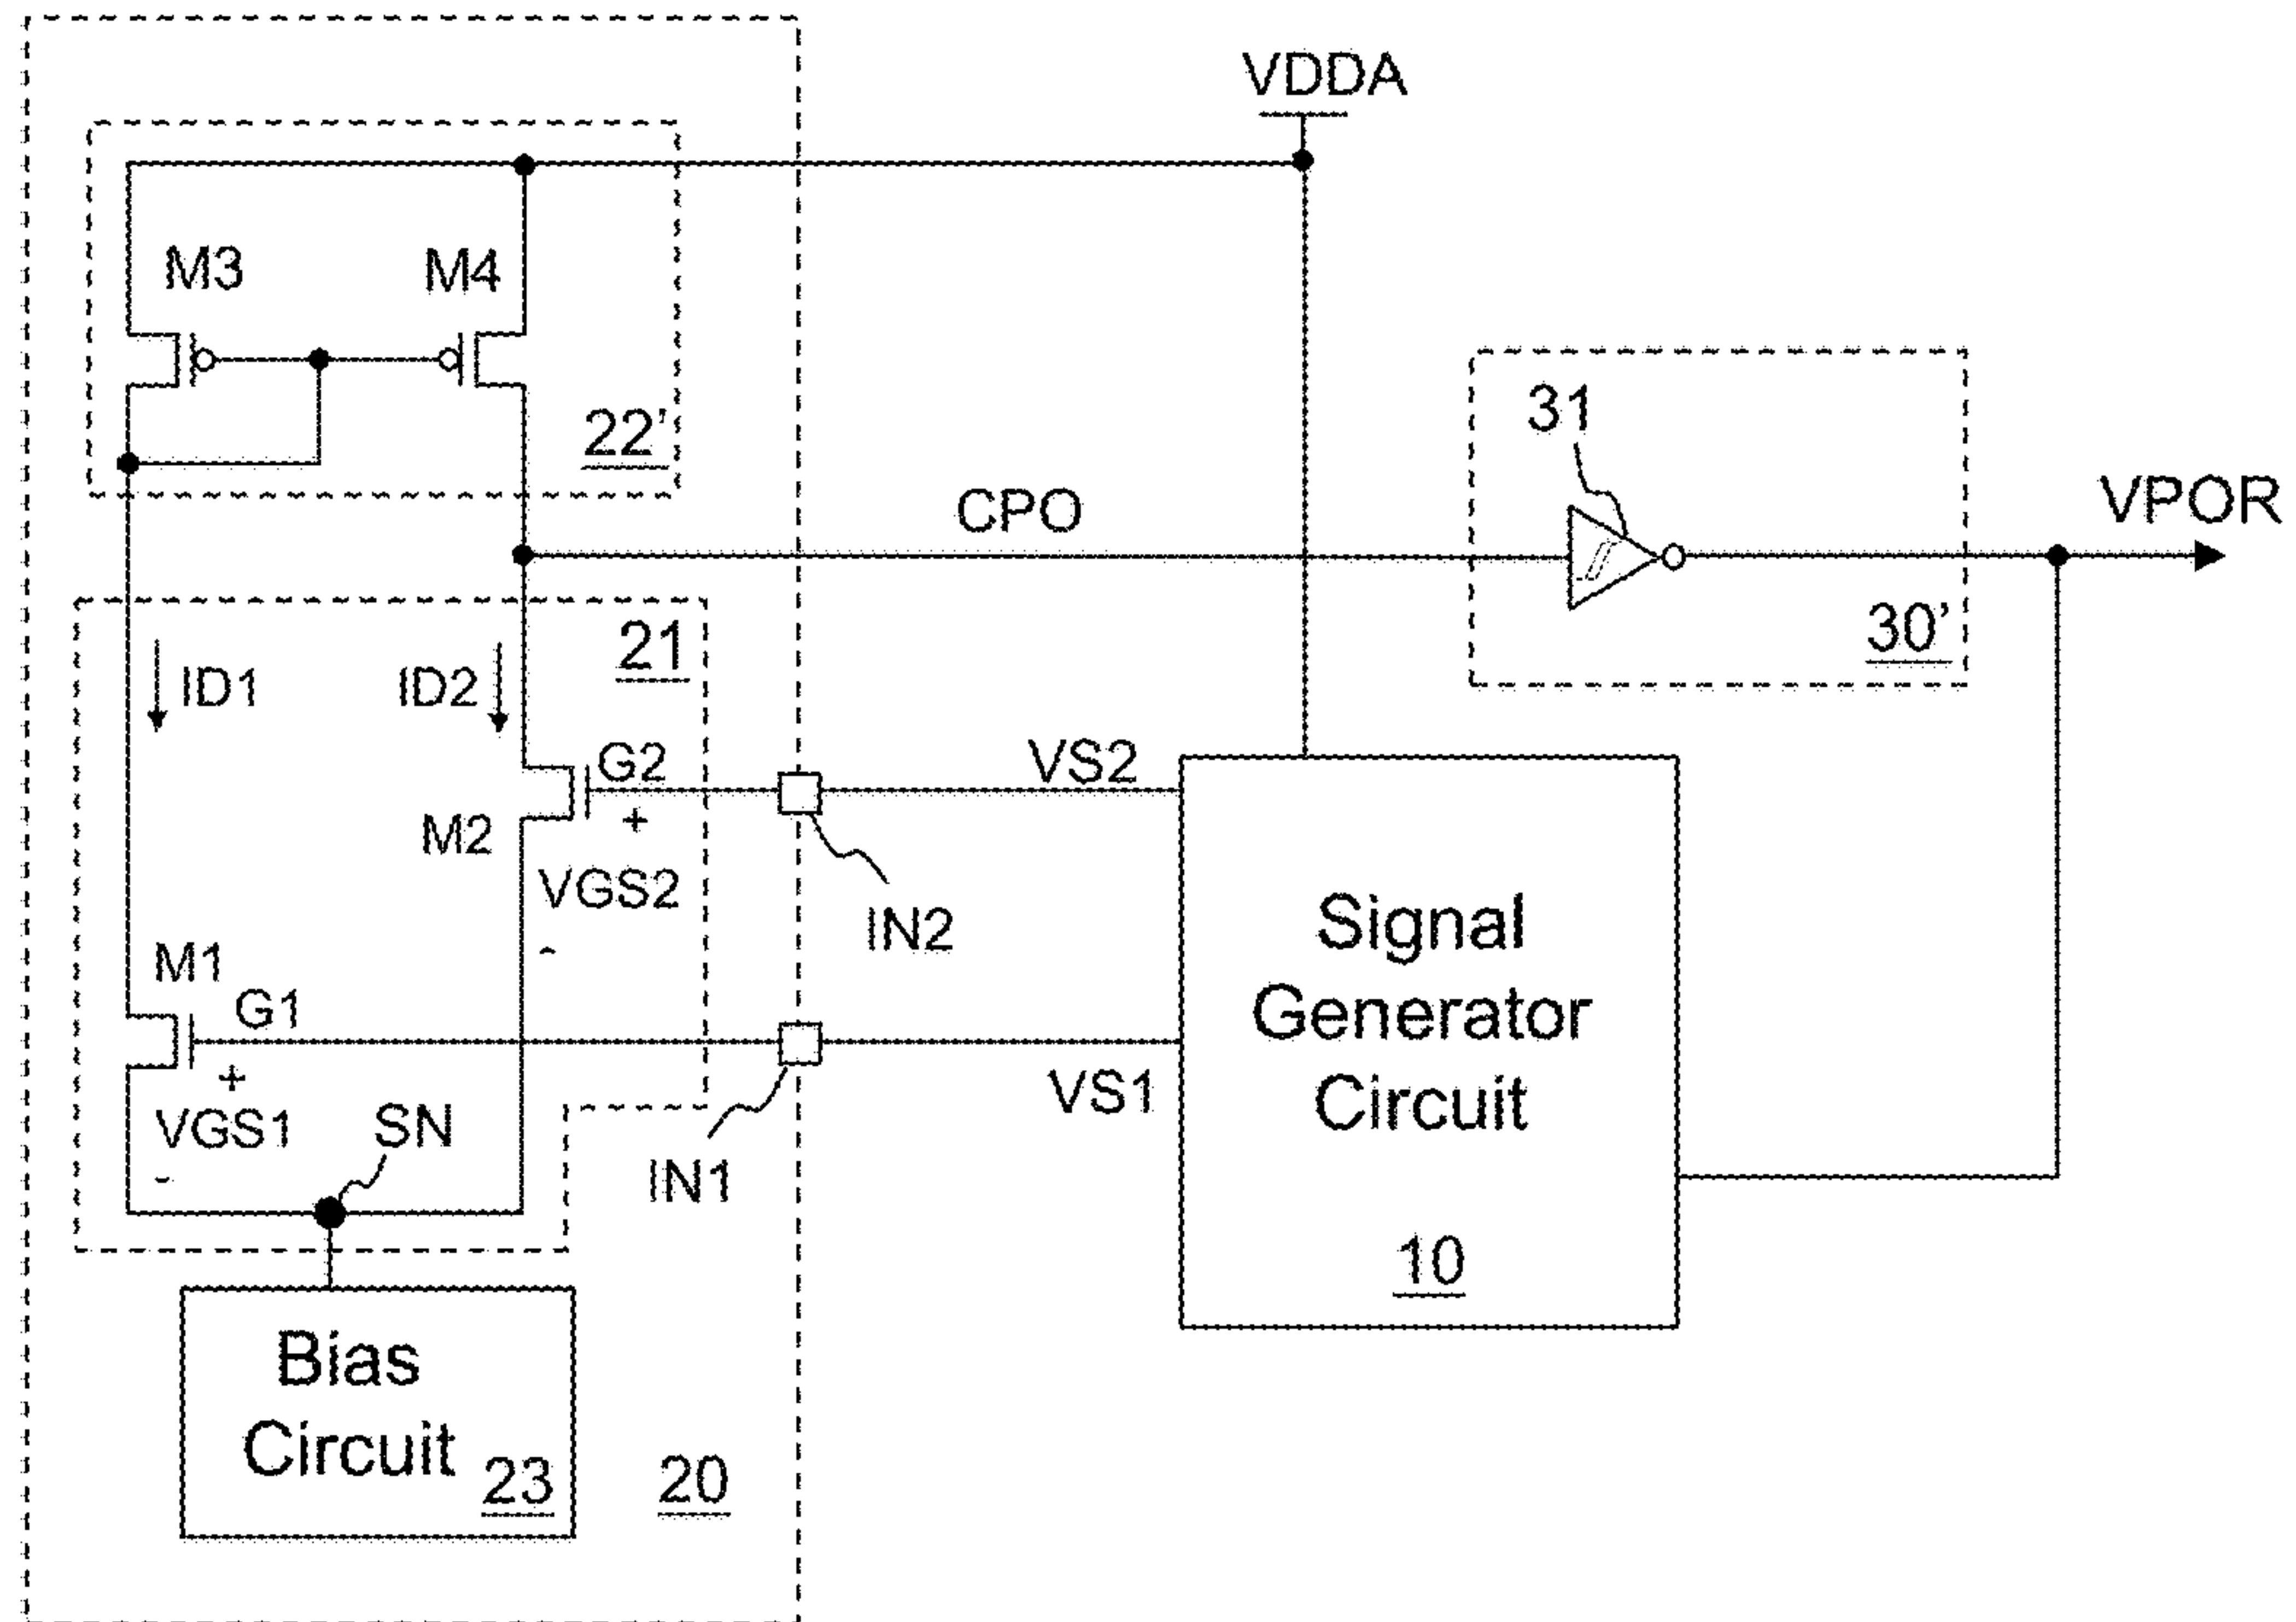 VDDA
M3
M4
22'
31
CPO
VPOR
30'
21
ID1
ID2
G2
+
M2
VGS2
-
VS2
IN2
Signal
Generator
Circuit
10
M1
G1
+
VGS1
-
SN
VS1
IN1
Bias
Circuit
23
20